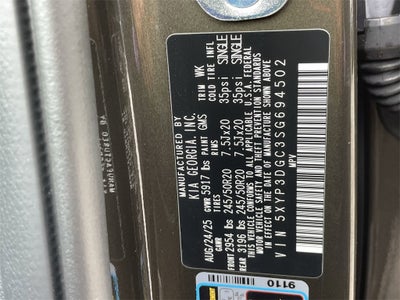 MANUFACTURED BY
KIA GEORGIA, INC.
AUG/24/25 GVWR 5917 lbs PAINT GMS TRIM WK
TIRES RIMS COLD TIRE INFL
FRONT 2954 lbs 245/50R20 7.5Jx20 35psi SINGLE
REAR 3196 lbs 245/50R20 7.5Jx20 35psi SINGLE
THIS VEHICLE CONFORMS TO ALL APPLICABLE U.S.A. FEDERAL
MOTOR VEHICLE SAFETY AND THEFT PREVENTION STANDARDS
IN EFFECT ON THE DATE OF MANUFACTURE SHOWN ABOVE
VIN 5XYP3DGC3SG694502
MPV
9110